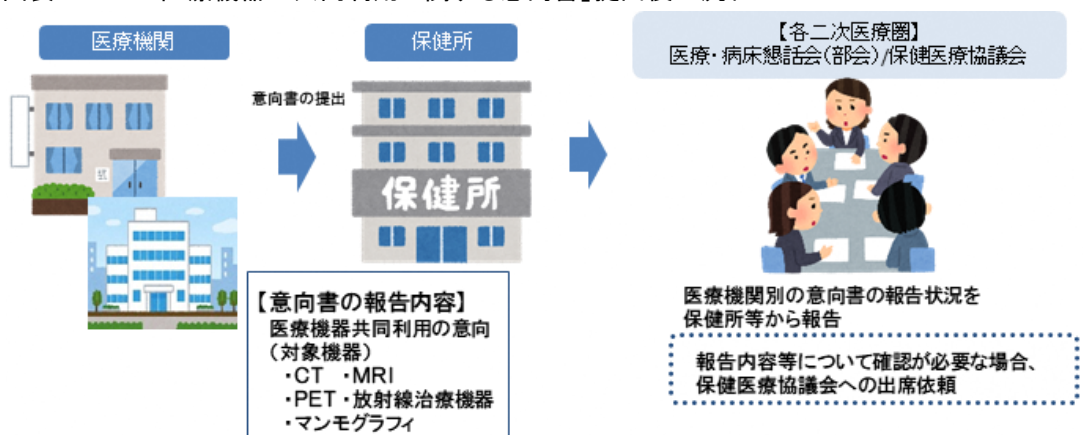 医療機関
保健所
【各二次医療圏】
医療・病床懇話会(部会)/保健医療協議会
意向書の提出
保健所
【意向書の報告内容】
医療機器共同利用の意向
(対象機器)
・CT ・MRI
・PET ・放射線治療機器
・マンモグラフィ
医療機関別の意向書の報告状況を
保健所等から報告
報告内容等について確認が必要な場合、
保健医療協議会への出席依頼